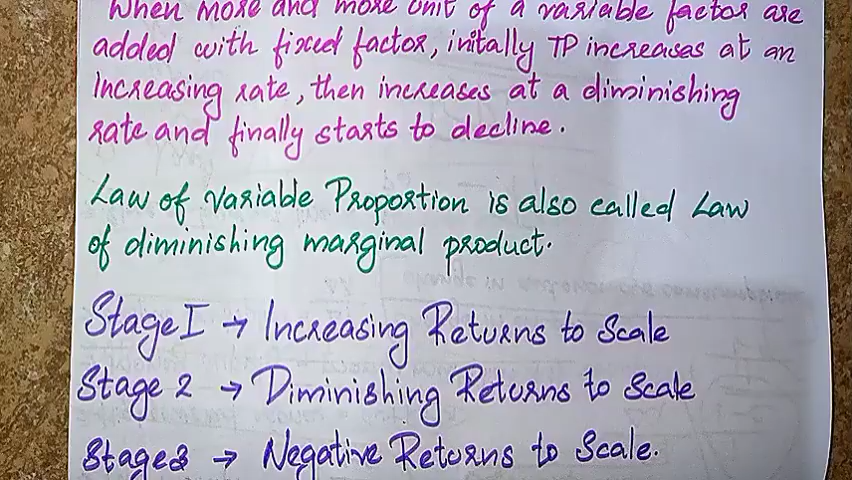 When more and more unit of a variable factor are
added with fixed factor, initally TP increases at an
Increasing rate, then increases at a diminishing
rate and finally starts to decline.
Law of Variable Proportion is also called Law
of diminishing marginal product.
Stage I → Increasing Returns to Scale
Stage 2 → Diminishing Returns to Scale
Stage 3 → Negative Returns to Scale.